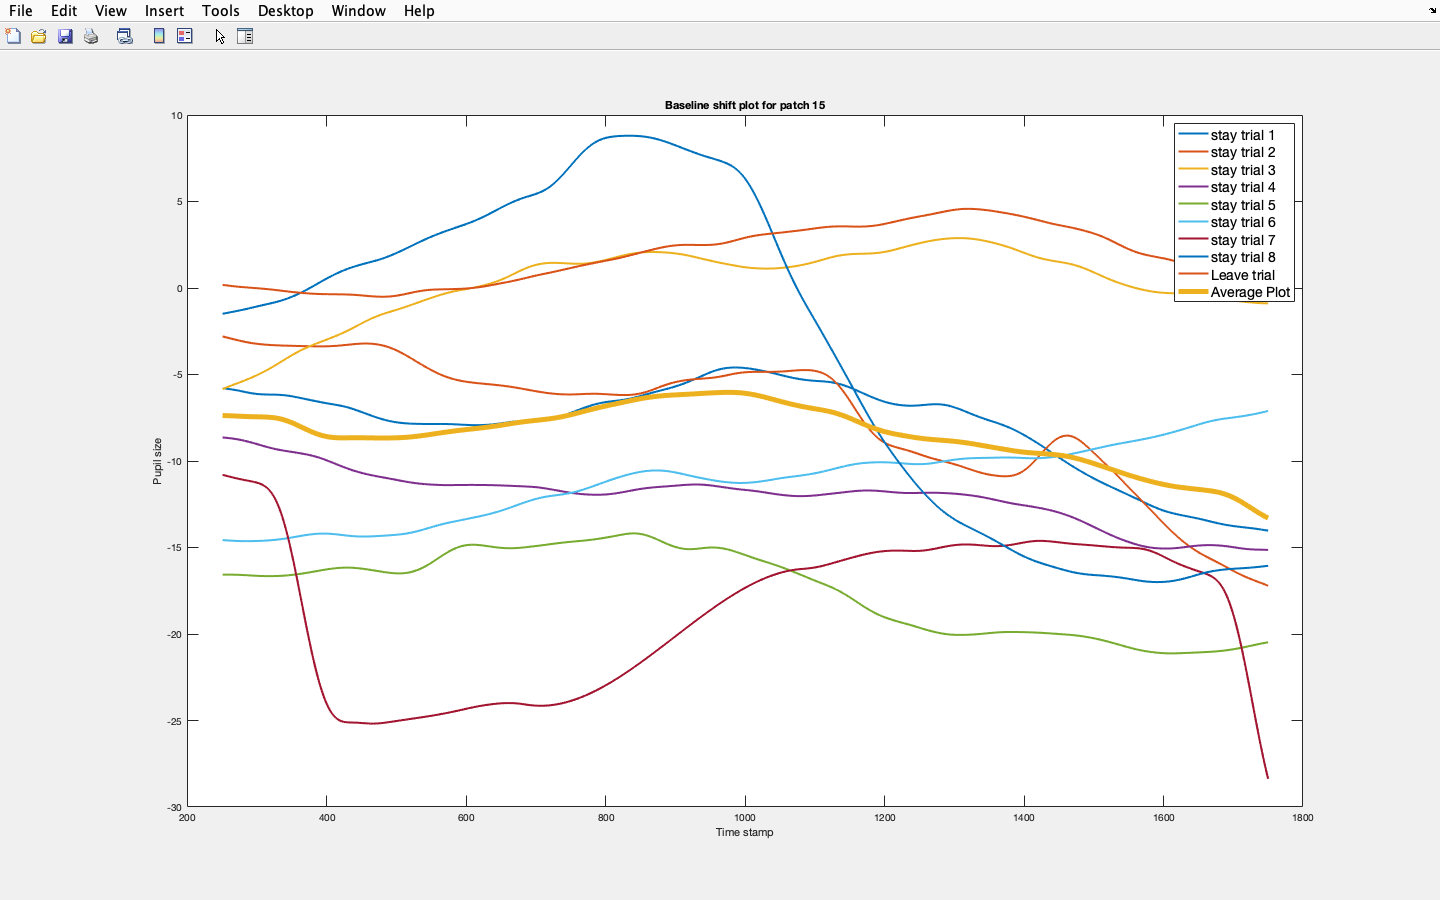 File Edit View Insert Tools Desktop Window Help
Baseline shift plot for patch 15
10
5
0
-5
-10
-15
-20
-25
-30
Pupil size
200 400 600 800 1000 1200 1400 1600 1800
Time stamp
stay trial 1
stay trial 2
stay trial 3
stay trial 4
stay trial 5
stay trial 6
stay trial 7
stay trial 8
Leave trial
Average Plot